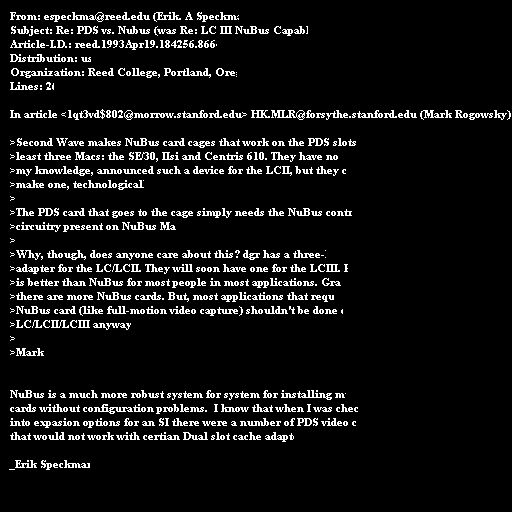 From: especkma@reed.edu (Erik. A Speckma
Subject: Re: PDS vs. Nubus (was Re: LC III NuBus Capabl
Article-I.D.: reed.1993Apr19.184256.866
Distribution: us
Organization: Reed College, Portland, Ore
Lines: 20
In article <1qt3vd$802@morrow.stanford.edu> HK.MLR@forsythe.stanford.edu (Mark Rogowsky)
>Second Wave makes NuBus card cages that work on the PDS slots
>least three Macs: the SE/30, IIsi and Centris 610. They have no
>my knowledge, announced such a device for the LCII, but they c
>make one, technological
>
>The PDS card that goes to the cage simply needs the NuBus contr
>circuitry present on NuBus Ma
>
>Why, though, does anyone care about this? dgr has a three-
>adapter for the LC/LCII. They will soon have one for the LCIII.
>is better than NuBus for most people in most applications. Gra
>there are more NuBus cards. But, most applications that requ
>NuBus card (like full-motion video capture) shouldn't be done
>LC/LCII/LCIII anyway
>
>Mark
NuBus is a much more robust system for system for installing m
cards without configuration problems. I know that when I was chec
into expasion options for an SI there were a number of PDS video c
that would not work with certian Dual slot cache adapt
_Erik Speckman